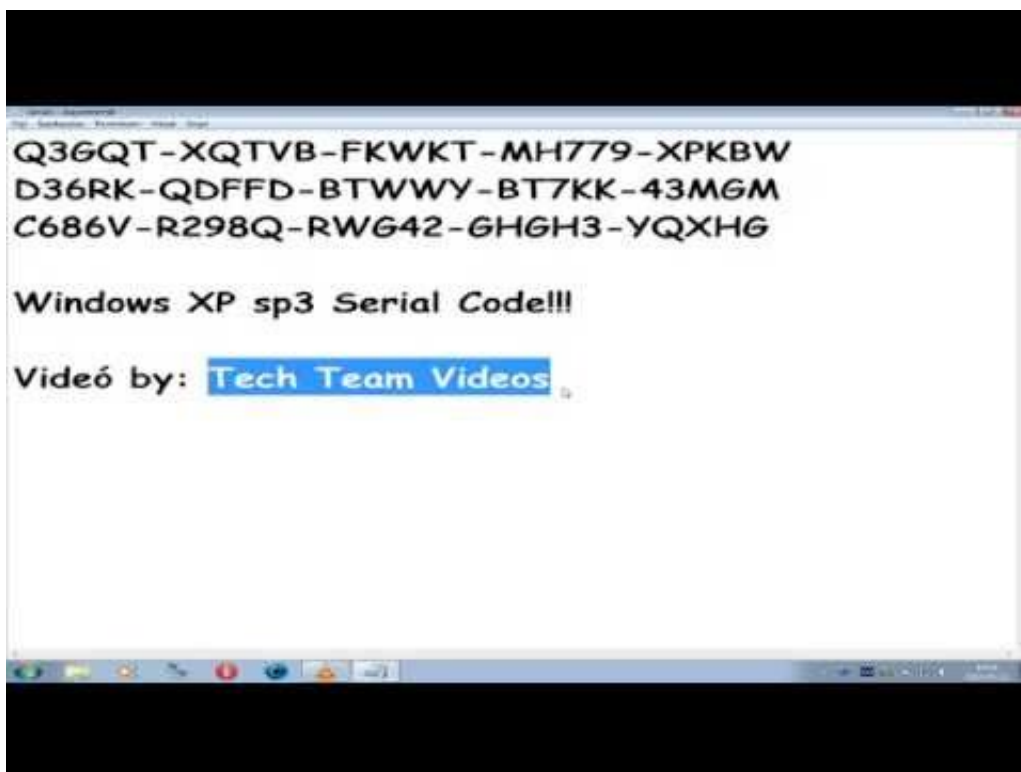 Q3GQT-XQTVB-FKWKT-MH779-XPKBW
D36RK-QDFFD-BTWWY-BT7KK-43MGM
C686V-R298Q-RWG42-GHGH3-YQXHG
Windows XP sp3 Serial Code!!!
Videó by: Tech Team Videos